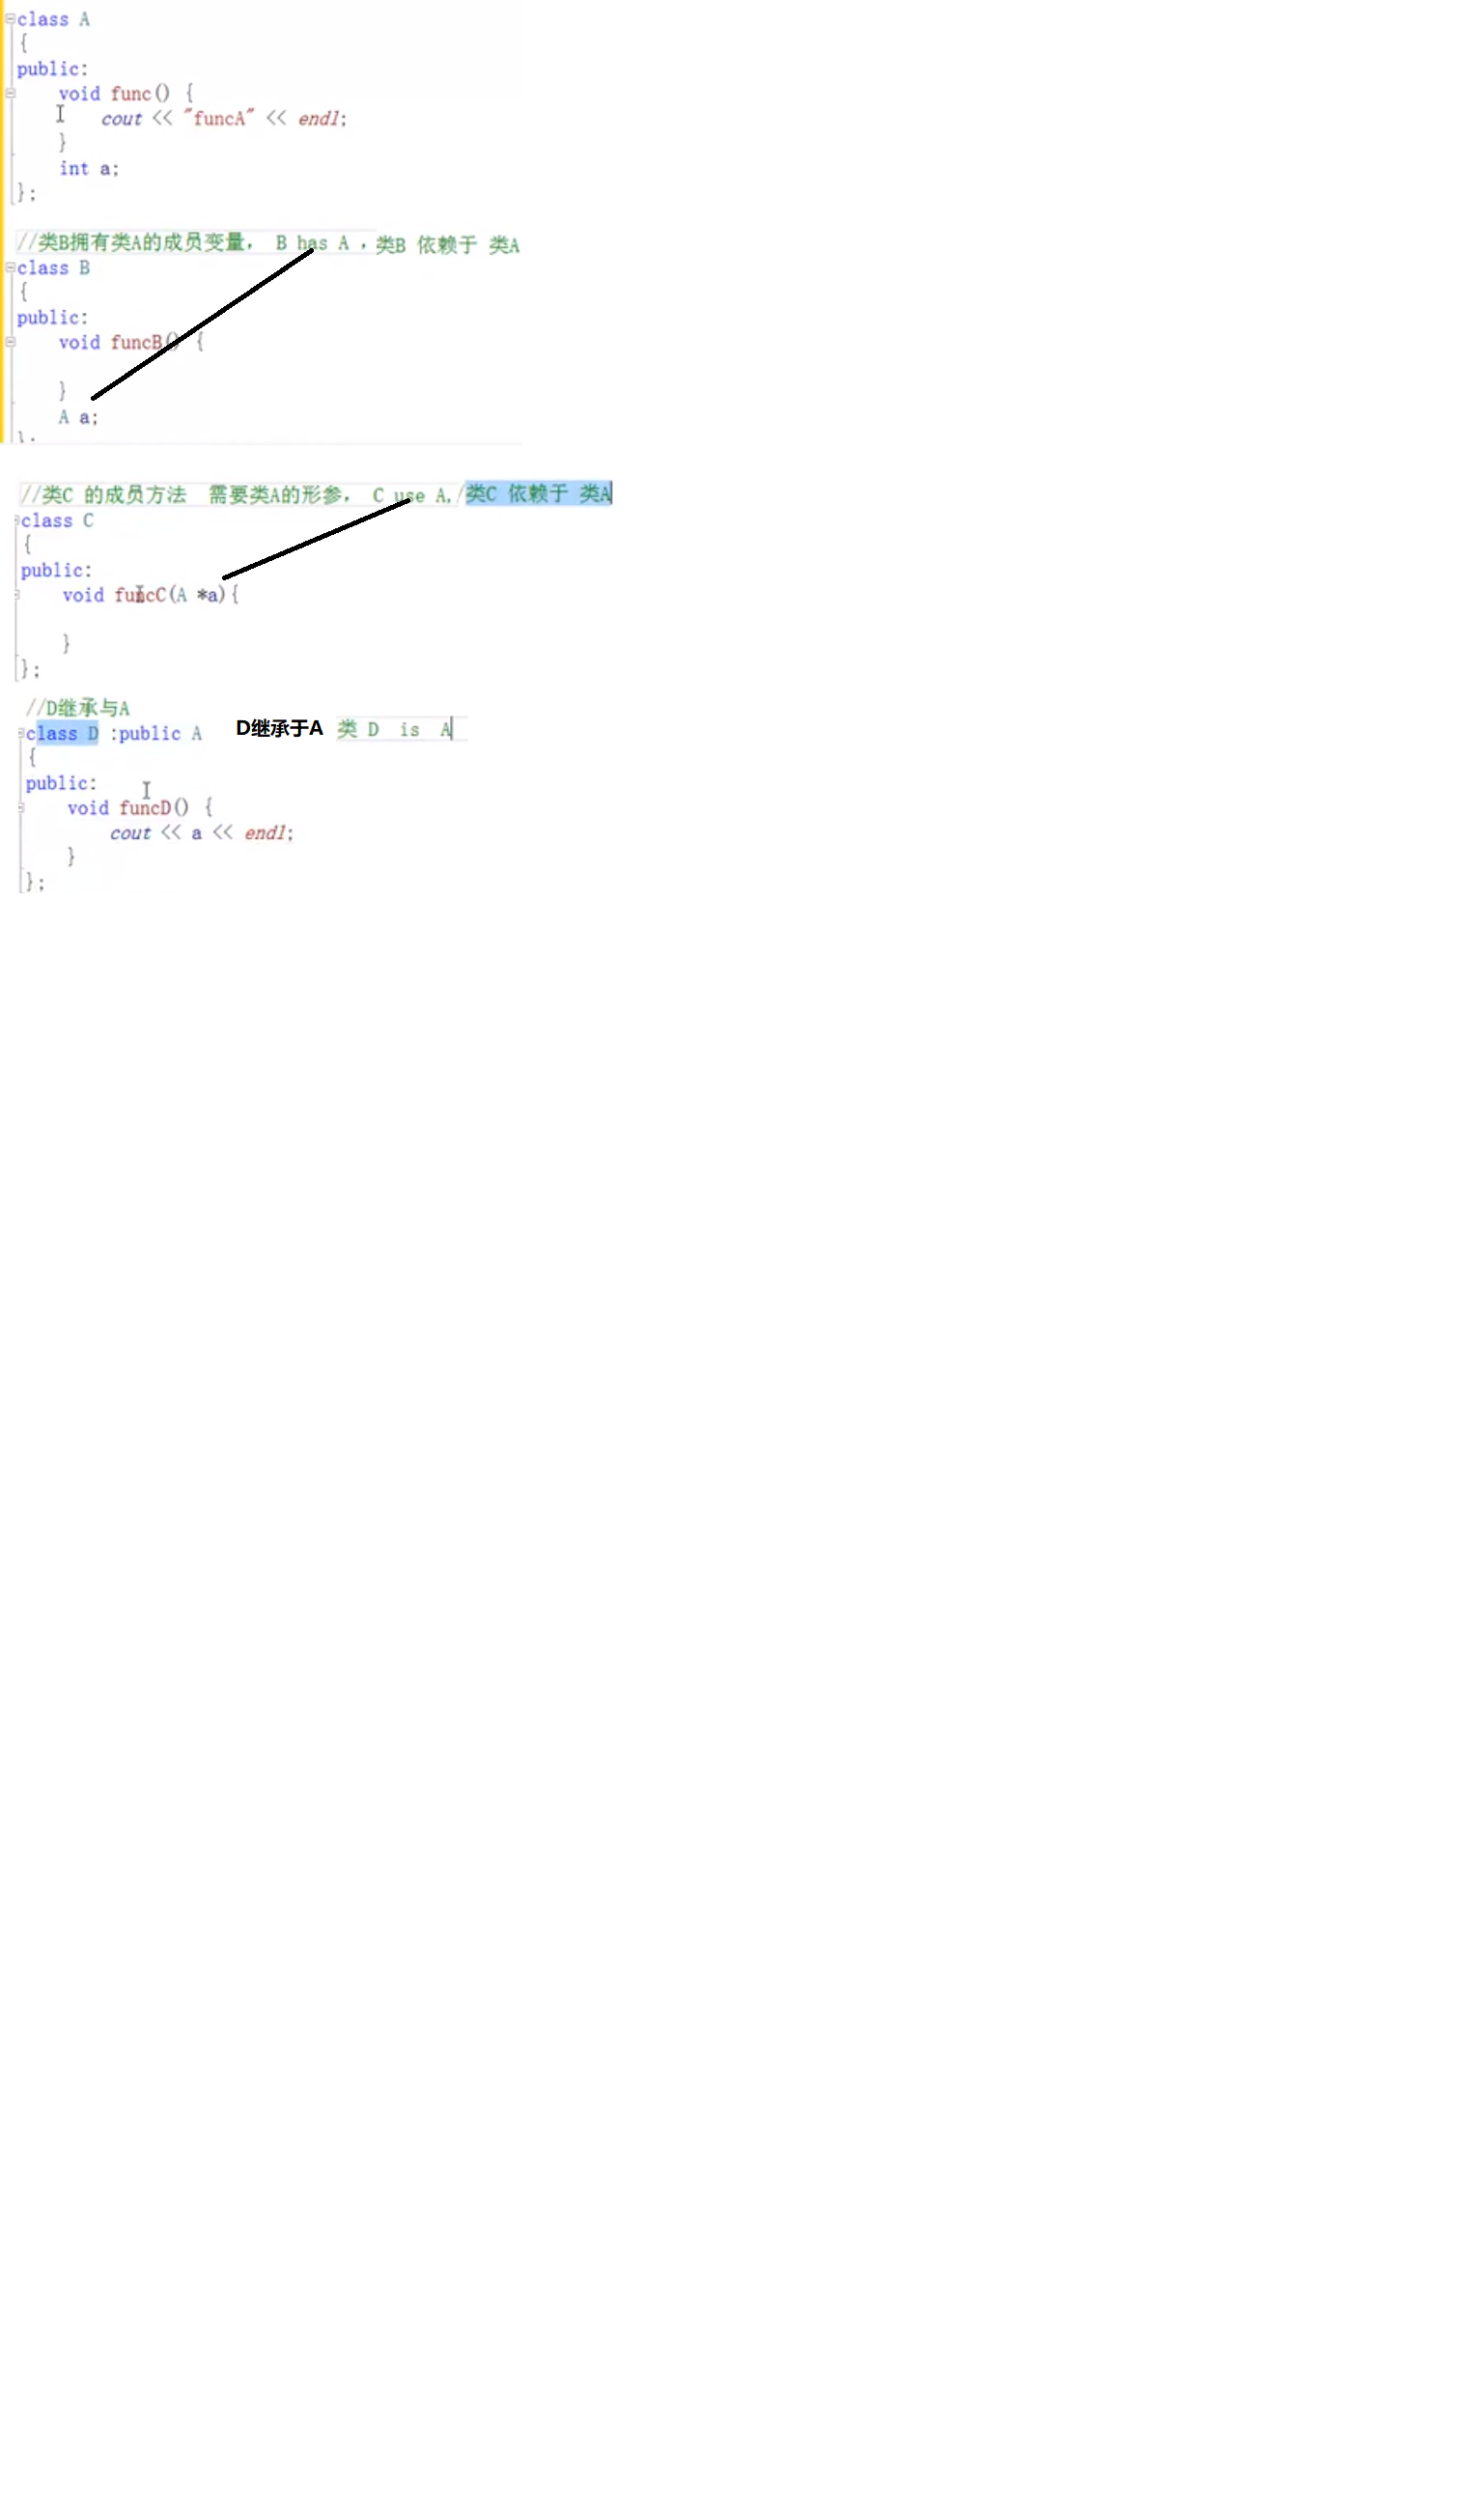 class A
{
public:
void func() {
cout << "funcA" << endl;
}
int a;
};
//类B拥有类A的成员变量， B has A ，类B 依赖于 类A
class B
{
public:
void funcB() {
}
A a;
};
//类C 的成员方法 需要类A的形参， C use A, 类C 依赖于 类A
class C
{
public:
void funcC(A *a){
}
};
//D继承与A
class D :public A D继承于A 类 D is A
{
public:
void funcD() {
cout << a << endl;
}
};